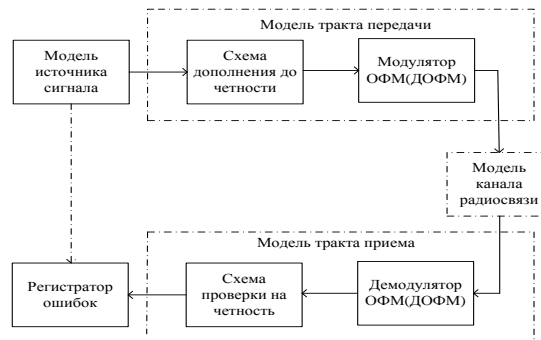 Модель тракта передачи
Модель
источника
сигнала
Схема
дополнения до
четности
Модулятор
ОФМ(ДОФМ)
Модель
канала
радиосвязи
Модель тракта приема
Регистратор
ошибок
Схема
проверки на
четность
Демодулятор
ОФМ(ДОФМ)